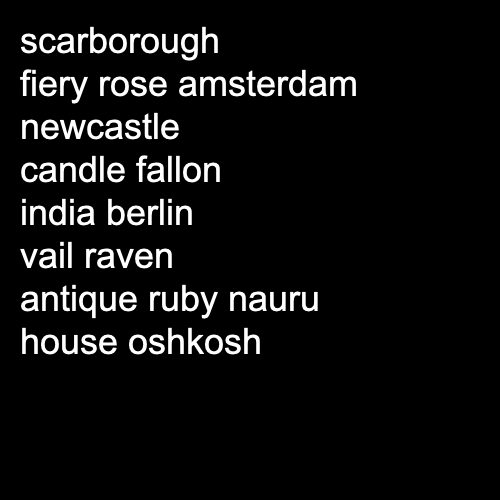 scarborough
fiery rose amsterdam
newcastle
candle fallon
india berlin
vail raven
antique ruby nauru
house oshkosh